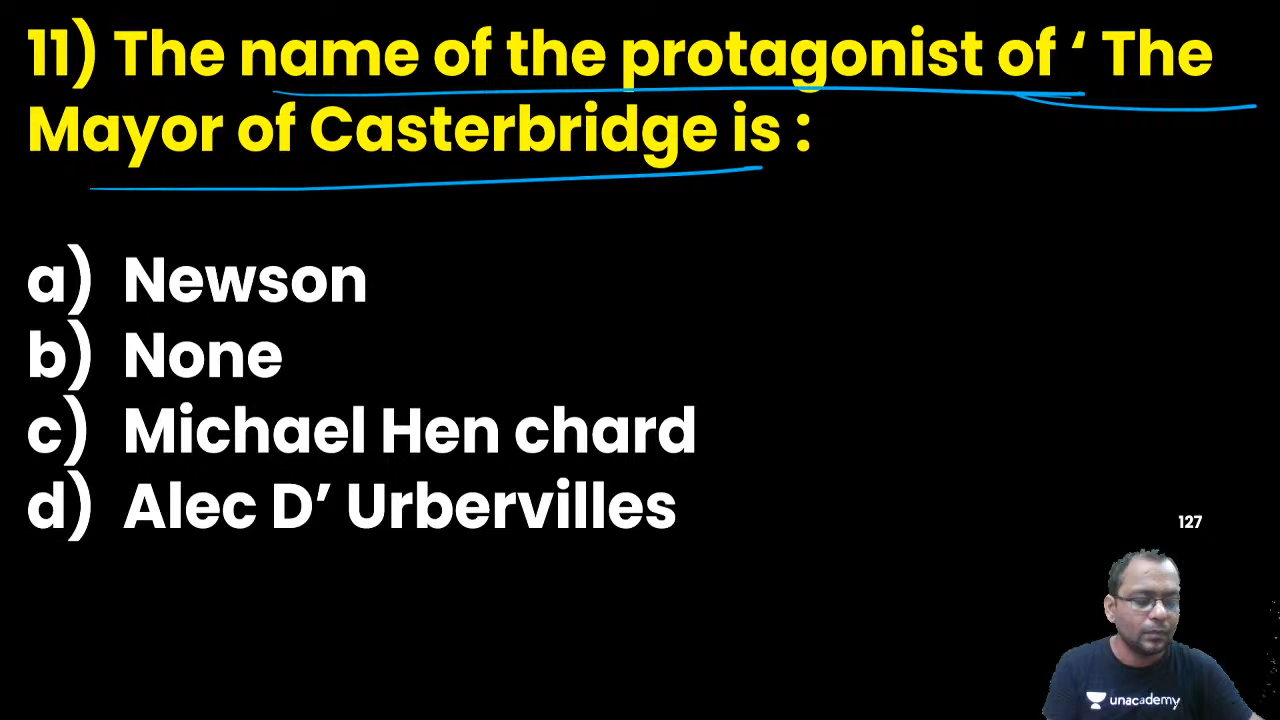 11) The name of the protagonist of ‘ The
Mayor of Casterbridge is :
a) Newson
b) None
c) Michael Hen chard
d) Alec D’ Urbervilles
127
unacademy